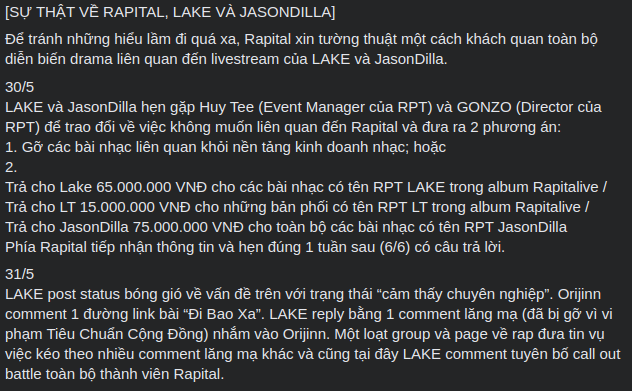 [SỰ THẬT VỀ RAPITAL, LAKE VÀ JASONDILLA]
Để tránh những hiểu lầm đi quá xa, Rapital xin tường thuật một cách khách quan toàn bộ
diễn biến drama liên quan đến livestream của LAKE và JasonDilla.
30/5
LAKE và JasonDilla hẹn gặp Huy Tee (Event Manager của RPT) và GONZO (Director của
RPT) để trao đổi về việc không muốn liên quan đến Rapital và đưa ra 2 phương án:
1. Gỡ các bài nhạc liên quan khỏi nền tảng kinh doanh nhạc; hoặc
2.
Trả cho Lake 65.000.000 VNĐ cho các bài nhạc có tên RPT LAKE trong album Rapitalive /
Trả cho LT 15.000.000 VNĐ cho những bản phối có tên RPT LT trong album Rapitalive /
Trả cho JasonDilla 75.000.000 VNĐ cho toàn bộ các bài nhạc có tên RPT JasonDilla
Phía Rapital tiếp nhận thông tin và hẹn đúng 1 tuần sau (6/6) có câu trả lời.
31/5
LAKE post status bóng gió về vấn đề trên với trạng thái “cảm thấy chuyên nghiệp”. Orijinn
comment 1 đường link bài “Đi Bao Xa”. LAKE reply bằng 1 comment lăng mạ (đã bị gỡ vì vi
phạm Tiêu Chuẩn Cộng Đồng) nhắm vào Orijinn. Một loạt group và page về rap đưa tin vụ
việc kéo theo nhiều comment lăng mạ khác và cũng tại đây LAKE comment tuyên bố call out
battle toàn bộ thành viên Rapital.